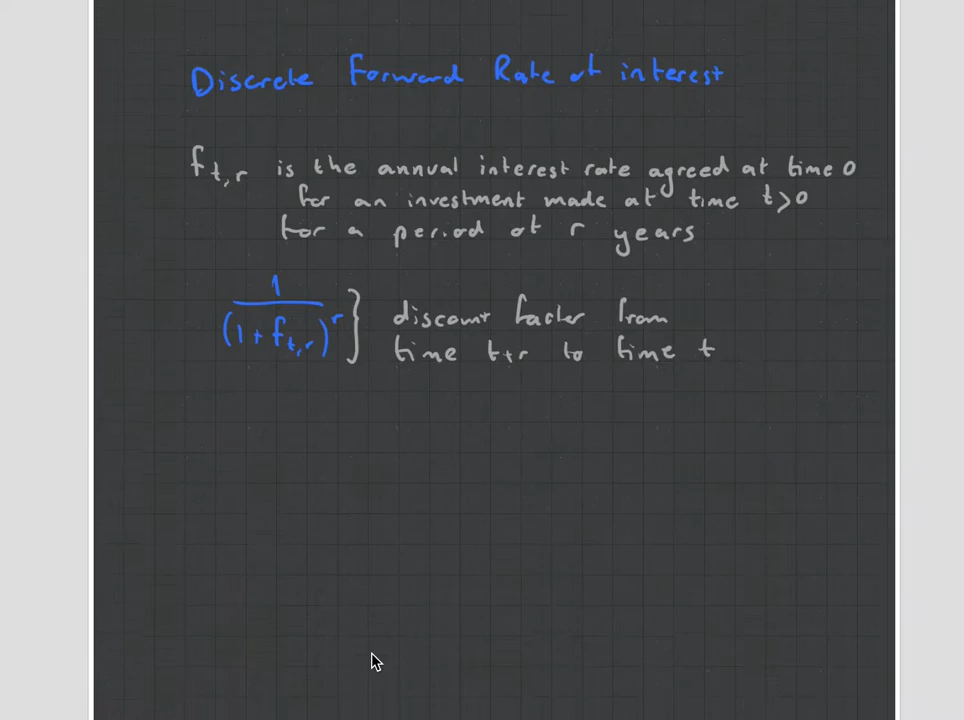 Discrete Forward Rate of interest
f_{t,r} is the annual interest rate agreed at time 0
for an investment made at time t>0
for a period of r years
\frac{1}{(1+f_{t,r})^r} } discount factor from
time t+r to time t